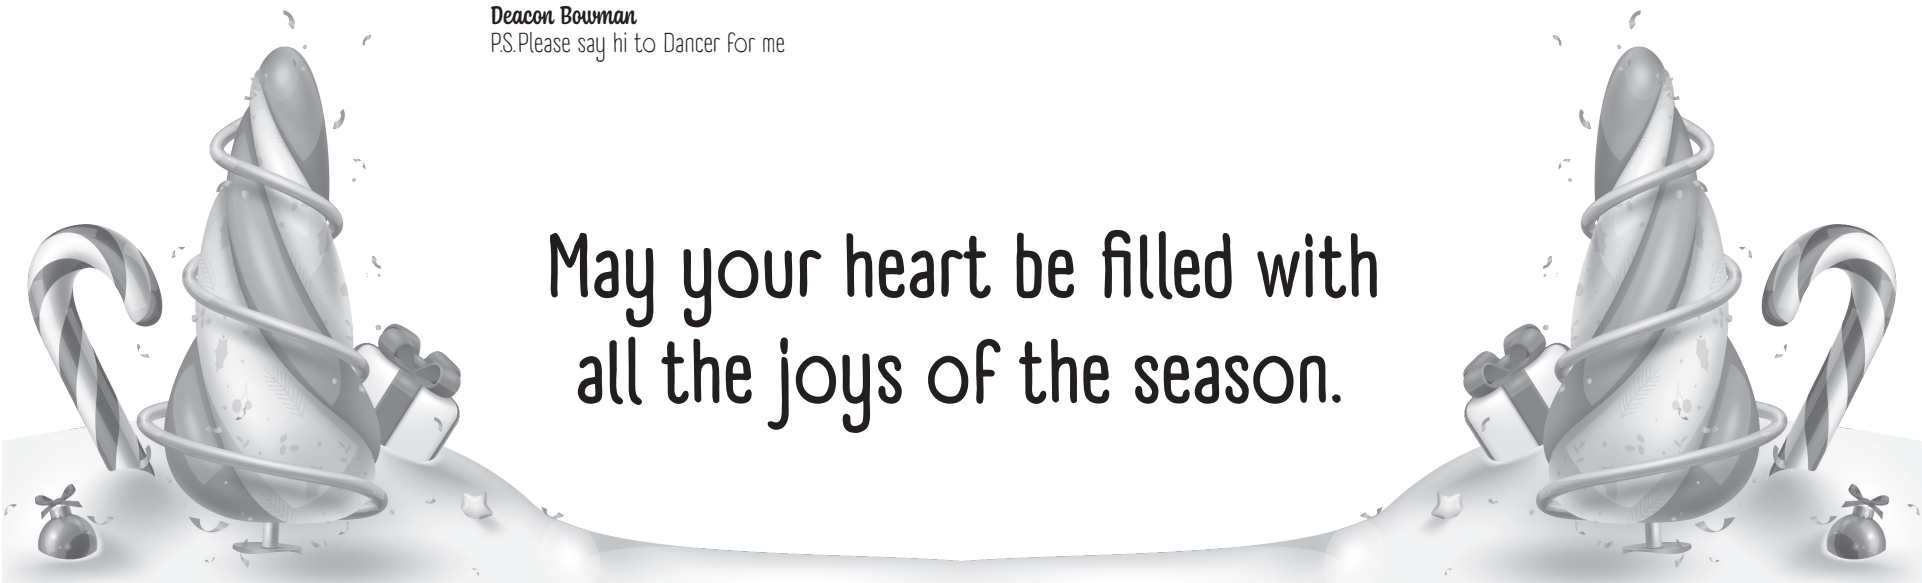 Deacon Bowman
P.S. Please say hi to Dancer for me
May your heart be filled with
all the joys of the season.